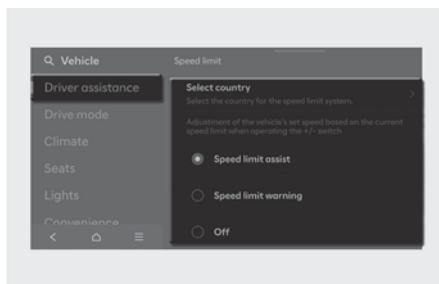 Vehicle
Speed limit
Driver assistance
Drive mode
Climate
Seats
Lights
Convenience
Select country
Select the country for the speed limit system.
Adjustment of the vehicle's set speed based on the current
speed limit when operating the +/- switch
Speed limit assist
Speed limit warning
Off